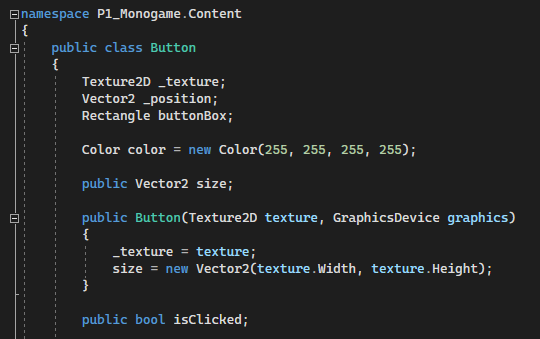 namespace P1_Monogame.Content
{
public class Button
{
Texture2D _texture;
Vector2 _position;
Rectangle buttonBox;
Color color = new Color(255, 255, 255, 255);
public Vector2 size;
public Button(Texture2D texture, GraphicsDevice graphics)
{
_texture = texture;
size = new Vector2(texture.Width, texture.Height);
}
public bool isClicked;